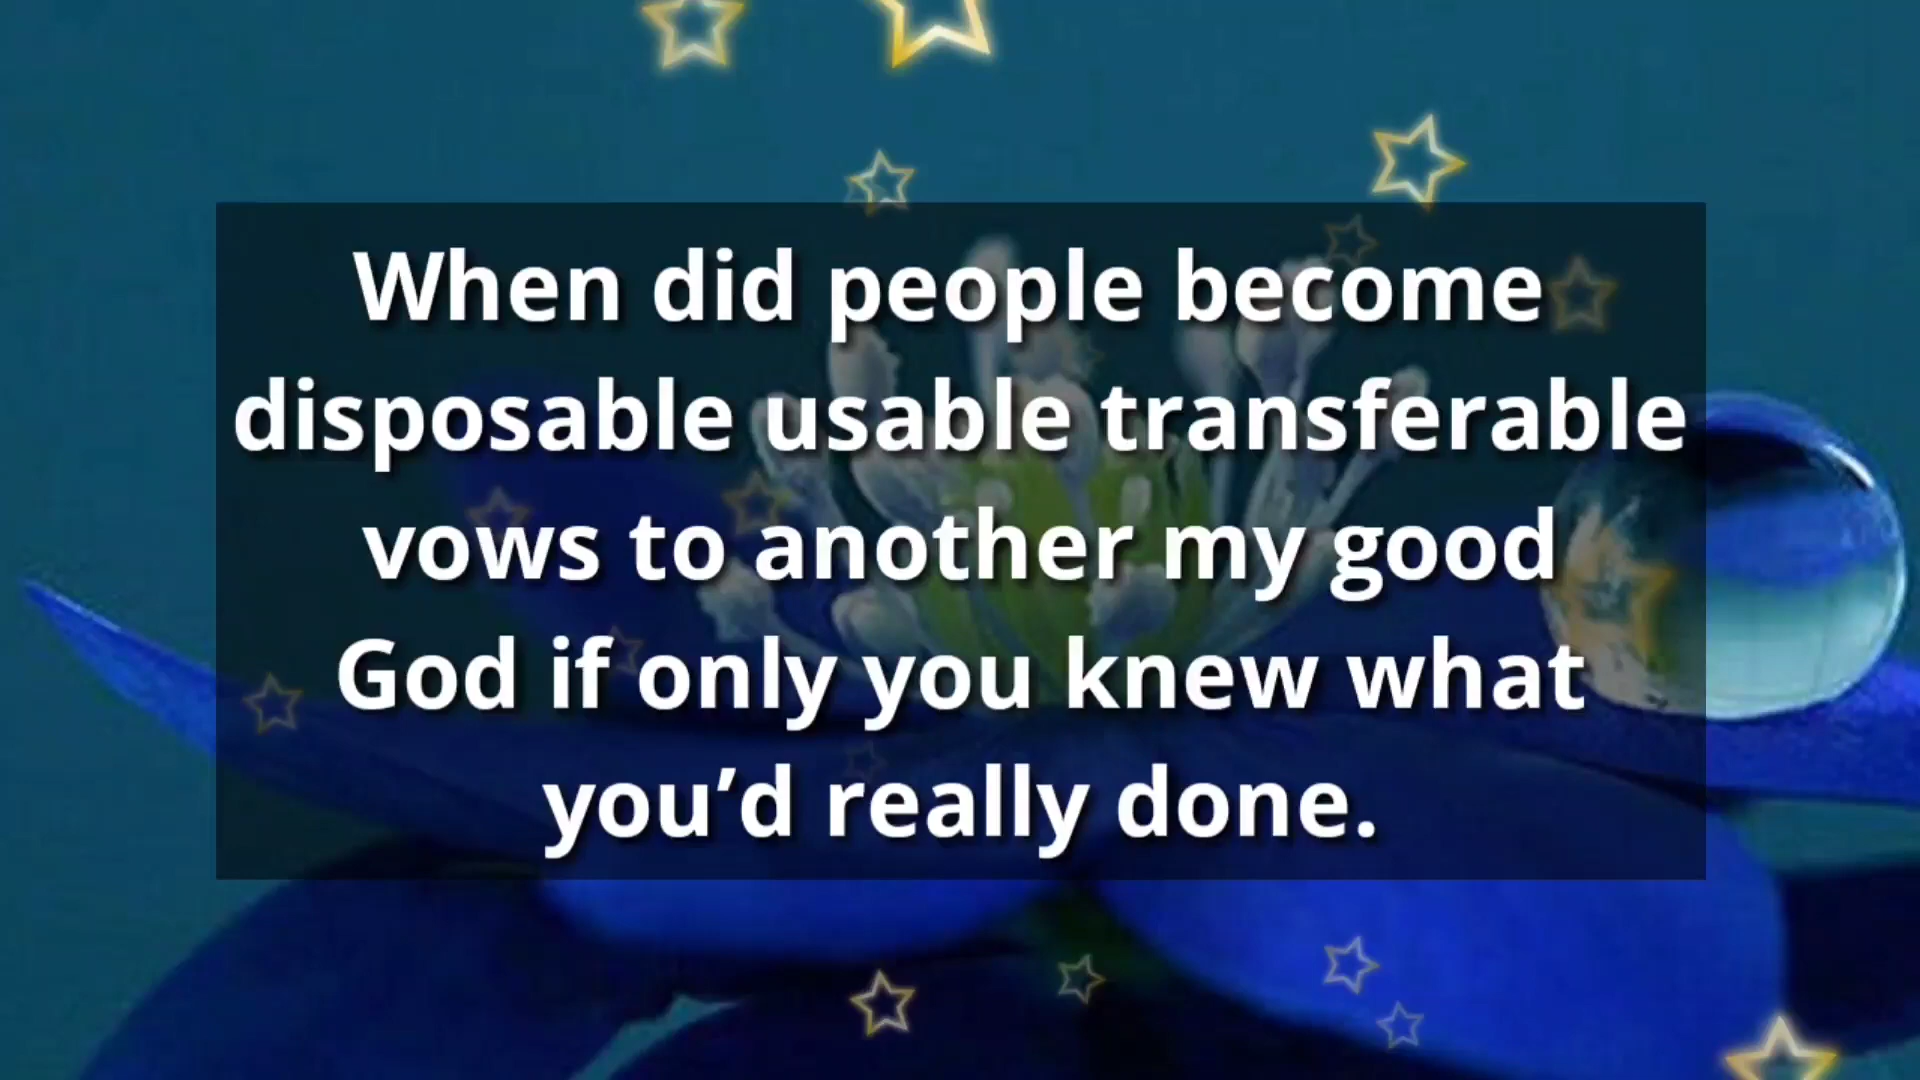 When did people become
disposable usable transferable
vows to another my good
God if only you knew what
you’d really done.